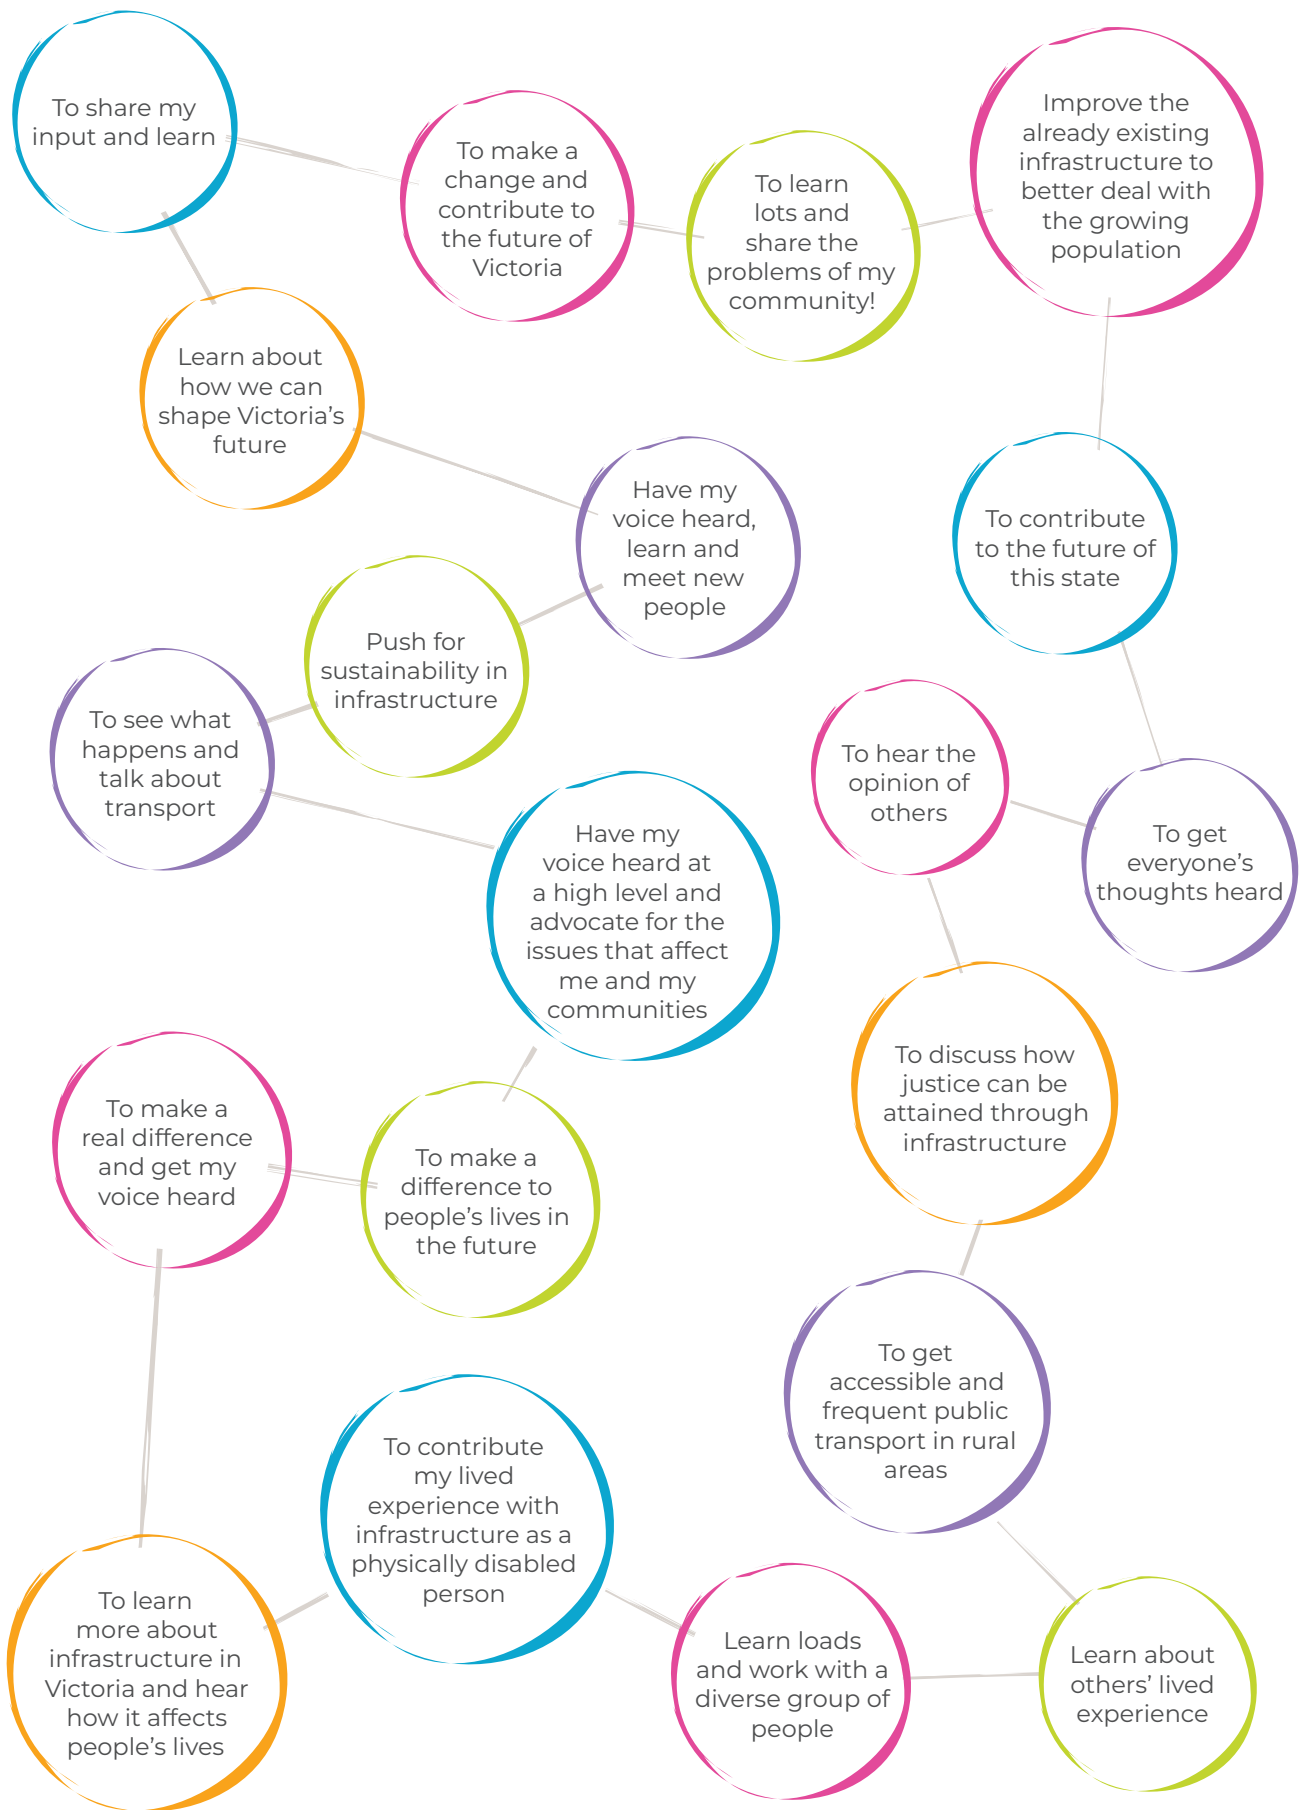 To share my
input and learn
To make a
change and
contribute to
the future of
Victoria
To learn
lots and
share the
problems of my
community!
Improve the
already existing
infrastructure to
better deal with
the growing
population
Learn about
how we can
shape Victoria's
future
Have my
voice heard,
learn and
meet new
people
To contribute
to the future of
this state
Push for
sustainability in
infrastructure
To see what
happens and
talk about
transport
To hear the
opinion of
others
To get
everyone's
thoughts heard
Have my
voice heard at
a high level and
advocate for the
issues that affect
me and my
communities
To discuss how
justice can be
attained through
infrastructure
To make a
real difference
and get my
voice heard
To make a
difference to
people's lives in
the future
To get
accessible and
frequent public
transport in rural
areas
To contribute
my lived
experience with
infrastructure as a
physically disabled
person
To learn
more about
infrastructure in
Victoria and hear
how it affects
people's lives
Learn loads
and work with a
diverse group of
people
Learn about
others' lived
experience